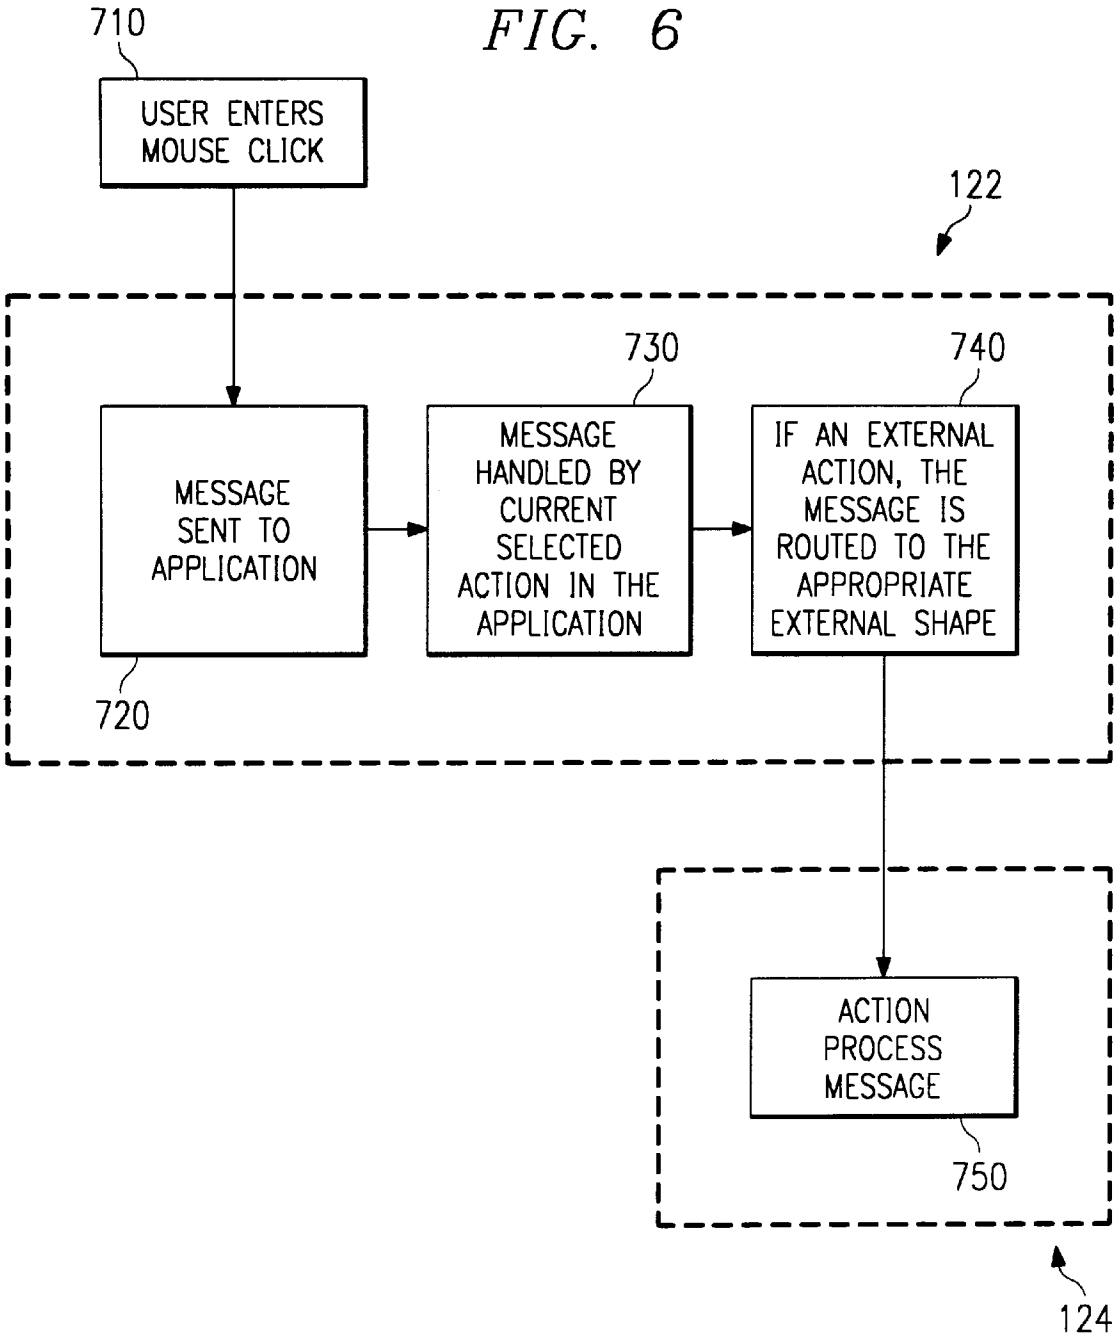 FIG. 6
710
USER ENTERS
MOUSE CLICK
122
720
MESSAGE
SENT TO
APPLICATION
730
MESSAGE
HANDLED BY
CURRENT
SELECTED
ACTION IN THE
APPLICATION
740
IF AN EXTERNAL
ACTION, THE
MESSAGE IS
ROUTED TO THE
APPROPRIATE
EXTERNAL SHAPE
ACTION
PROCESS
MESSAGE
750
124